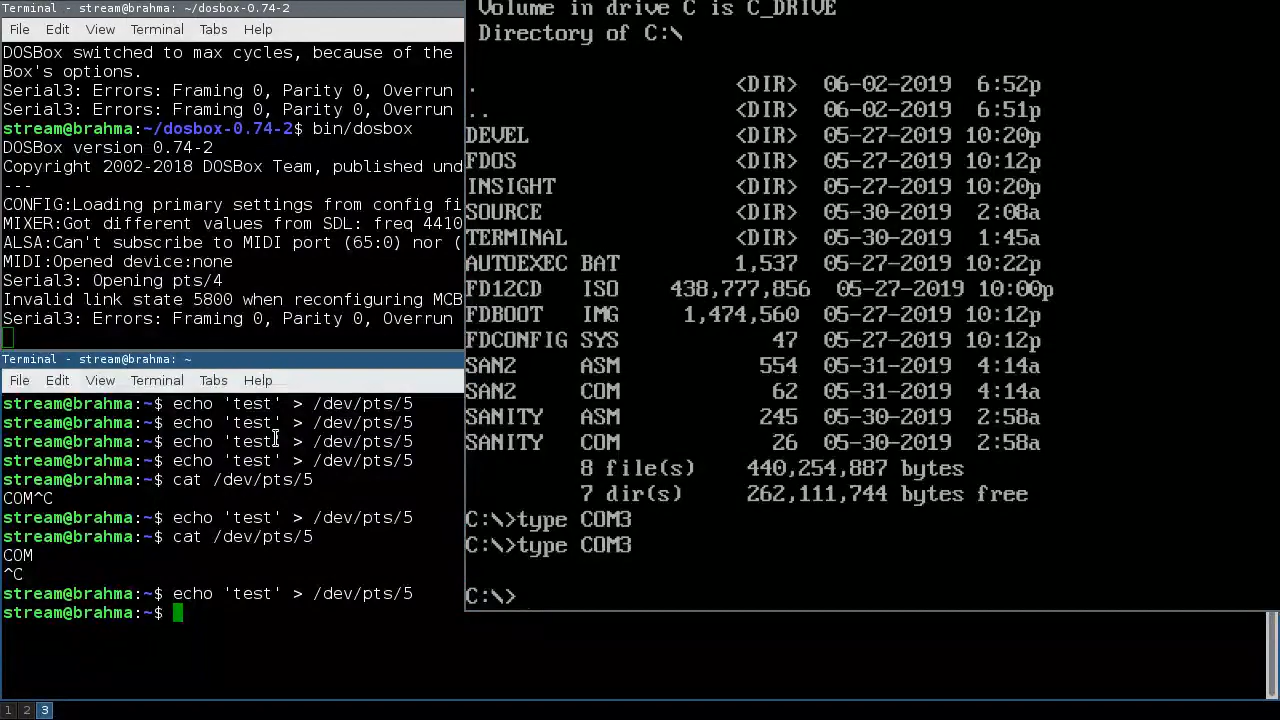 Terminal - stream@brahma: ~/dosbox-0.74-2
File Edit View Terminal Tabs Help
DOSBox switched to max cycles, because of the
Box's options.
Serial3: Errors: Framing 0, Parity 0, Overrun
Serial3: Errors: Framing 0, Parity 0, Overrun
stream@brahma:~/dosbox-0.74-2$ bin/dosbox
DOSBox version 0.74-2
Copyright 2002-2018 DOSBox Team, published und
---
CONFIG:Loading primary settings from config fi
MIXER:Got different values from SDL: freq 4410
ALSA:Can't subscribe to MIDI port (65:0) nor (
MIDI:Opened device:none
Serial3: Opening pts/4
Invalid link state 5800 when reconfiguring MCB
Serial3: Errors: Framing 0, Parity 0, Overrun
Terminal - stream@brahma: ~
File Edit View Terminal Tabs Help
stream@brahma:~$ echo 'test' > /dev/pts/5
stream@brahma:~$ echo 'test' > /dev/pts/5
stream@brahma:~$ echo 'test' > /dev/pts/5
stream@brahma:~$ echo 'test' > /dev/pts/5
stream@brahma:~$ cat /dev/pts/5
COM^C
stream@brahma:~$ echo 'test' > /dev/pts/5
stream@brahma:~$ cat /dev/pts/5
COM
^C
stream@brahma:~$ echo 'test' > /dev/pts/5
stream@brahma:~$
Volume in drive C is C_DRIVE
Directory of C:\
. <DIR> 06-02-2019 6:52p
.. <DIR> 06-02-2019 6:51p
DEVEL <DIR> 05-27-2019 10:20p
FDOS <DIR> 05-27-2019 10:12p
INSIGHT <DIR> 05-27-2019 10:20p
SOURCE <DIR> 05-30-2019 2:08a
TERMINAL <DIR> 05-30-2019 1:45a
AUTOEXEC BAT 1,537 05-27-2019 10:22p
FD12CD ISO 438,777,856 05-27-2019 10:00p
FDBOOT IMG 1,474,560 05-27-2019 10:12p
FDCONFIG SYS 47 05-27-2019 10:12p
SAN2 ASM 554 05-31-2019 4:14a
SAN2 COM 62 05-31-2019 4:14a
SANITY ASM 245 05-30-2019 2:58a
SANITY COM 26 05-30-2019 2:58a
8 file(s) 440,254,887 bytes
7 dir(s) 262,111,744 bytes free
C:\>type COM3
C:\>type COM3
C:\>
1 2 3